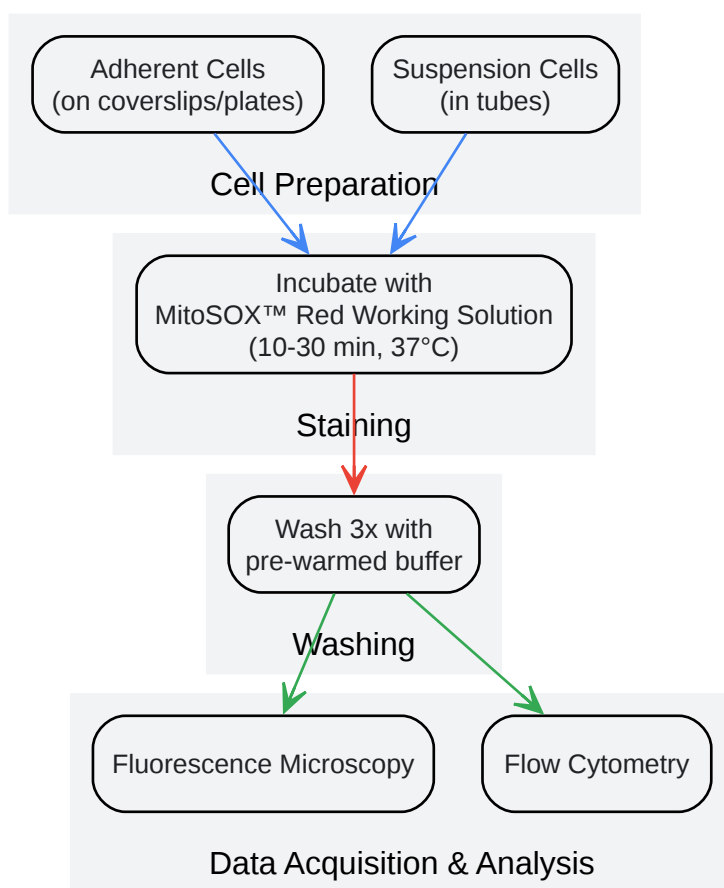 Adherent Cells
(on coverslips/plates)
Suspension Cells
(in tubes)
Cell Preparation
Incubate with
MitoSOX™ Red Working Solution
(10-30 min, 37°C)
Staining
Wash 3x with
pre-warmed buffer
Washing
Fluorescence Microscopy
Flow Cytometry
Data Acquisition & Analysis